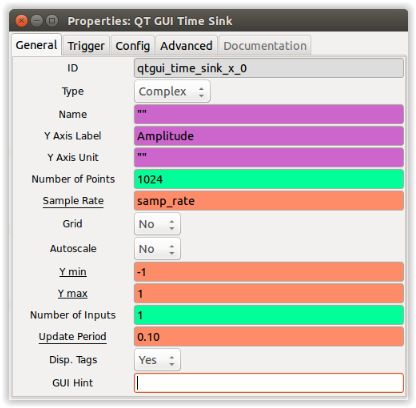 Properties: QT GUI Time Sink
General Trigger Config Advanced Documentation
ID qtgui_time_sink_x_0
Type Complex
Name ""
Y Axis Label Amplitude
Y Axis Unit ""
Number of Points 1024
Sample Rate samp_rate
Grid No
Autoscale No
Y min -1
Y max 1
Number of Inputs 1
Update Period 0.10
Disp. Tags Yes
GUI Hint